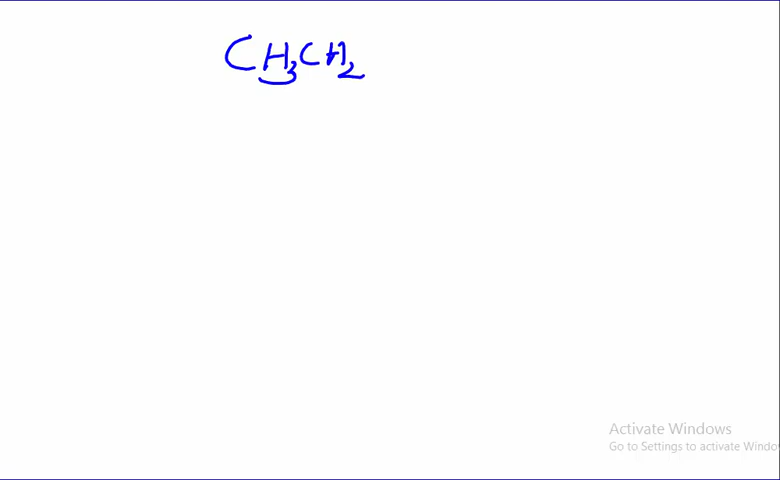 CH₃CH₂
Activate Windows
Go to Settings to activate Windo